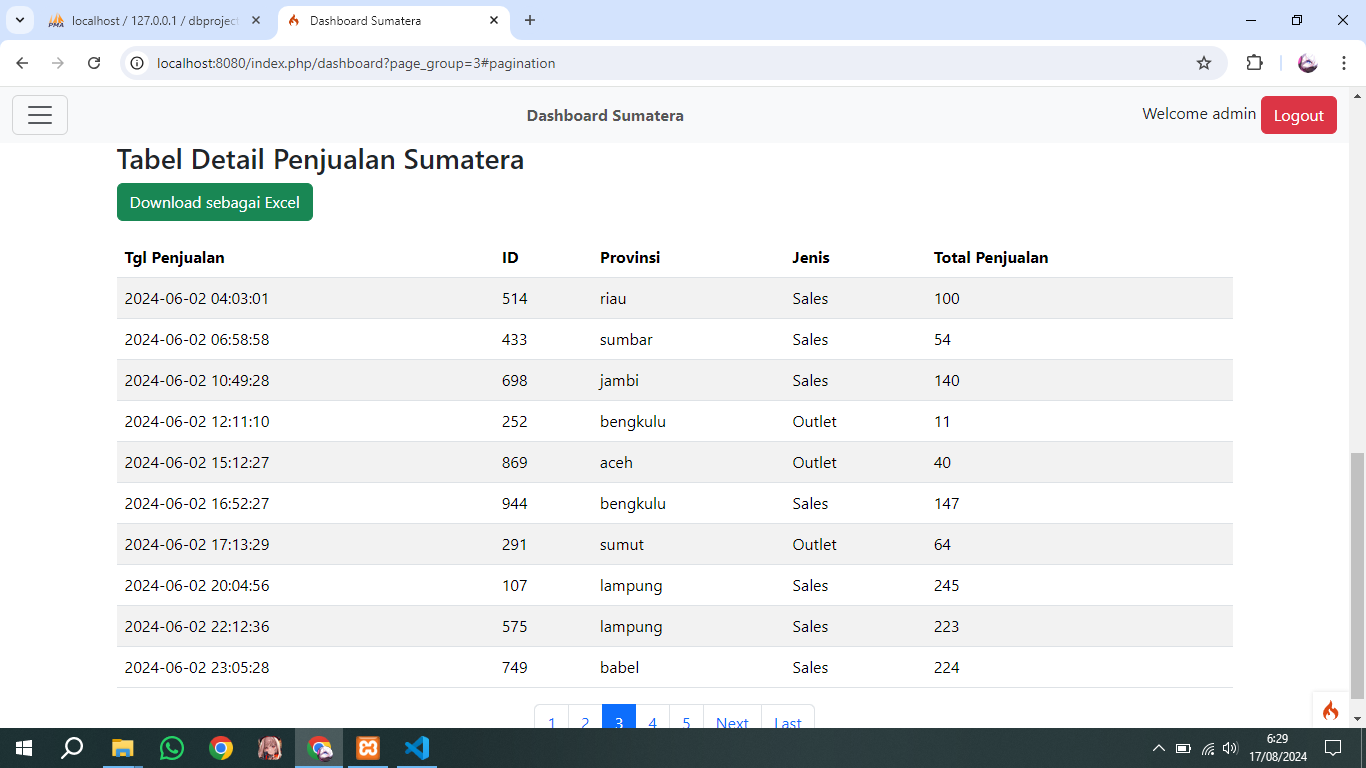 PMA localhost / 127.0.0.1 / dbproject
Dashboard Sumatera
localhost:8080/index.php/dashboard?page_group=3#pagination
Dashboard Sumatera
Welcome admin Logout
Tabel Detail Penjualan Sumatera
Download sebagai Excel
Tgl Penjualan ID Provinsi Jenis Total Penjualan
2024-06-02 04:03:01 514 riau Sales 100
2024-06-02 06:58:58 433 sumbar Sales 54
2024-06-02 10:49:28 698 jambi Sales 140
2024-06-02 12:11:10 252 bengkulu Outlet 11
2024-06-02 15:12:27 869 aceh Outlet 40
2024-06-02 16:52:27 944 bengkulu Sales 147
2024-06-02 17:13:29 291 sumut Outlet 64
2024-06-02 20:04:56 107 lampung Sales 245
2024-06-02 22:12:36 575 lampung Sales 223
2024-06-02 23:05:28 749 babel Sales 224
1 2 3 4 5 Next Last
6:29
17/08/2024